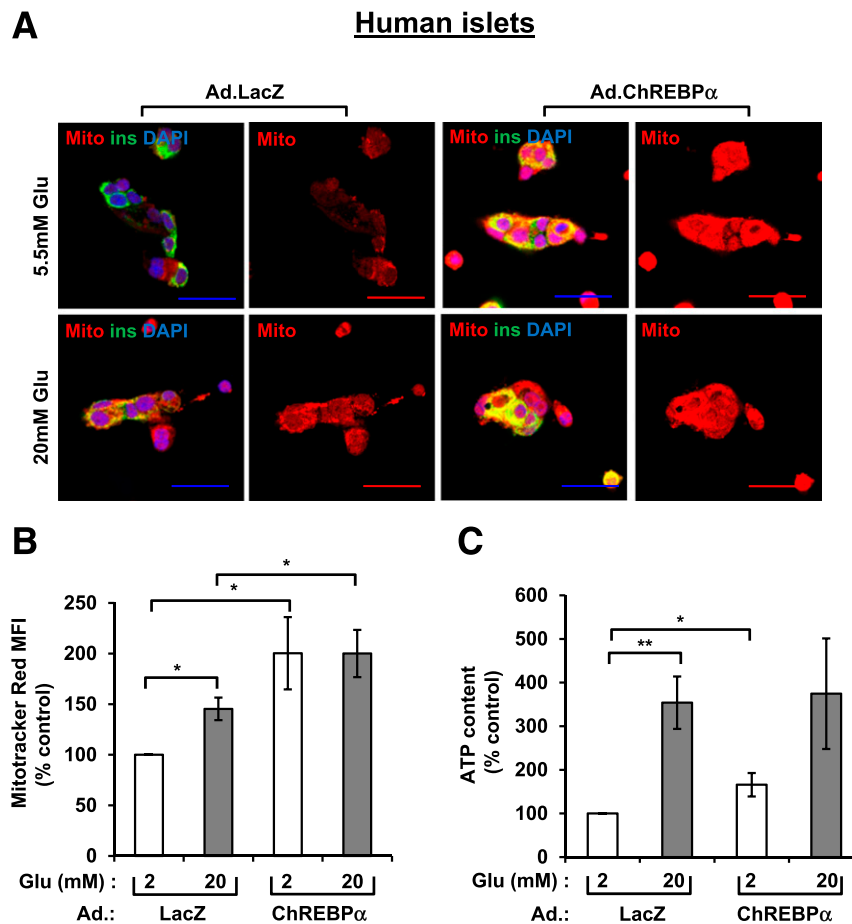 A
Human islets
Ad.LacZ
Ad.ChREBPα
5.5mM Glu
Mito ins DAPI
Mito
Mito ins DAPI
Mito
20mM Glu
Mito ins DAPI
Mito
Mito ins DAPI
Mito
B
Mitotracker Red MFI
(% control)
250
200
150
100
50
0
*
*
*
Glu (mM) : 2 20 2 20
Ad.: LacZ ChREBPα
C
ATP content
(% control)
600
500
400
300
200
100
0
*
**
Glu (mM) : 2 20 2 20
Ad.: LacZ ChREBPα